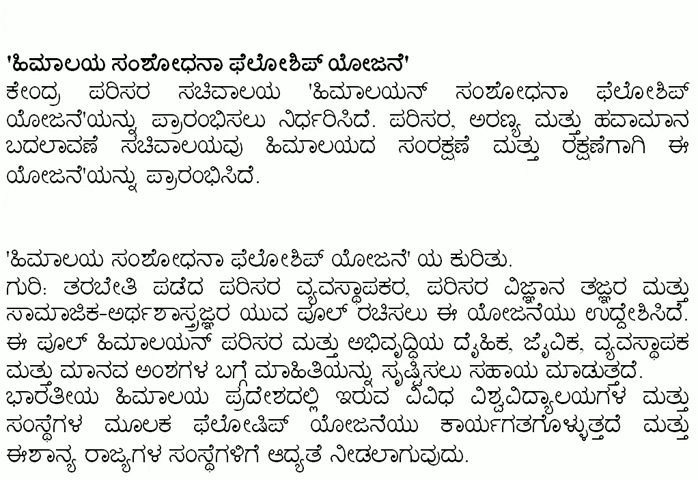 'ಹಿಮಾಲಯ ಸಂಶೋಧನಾ ಫೆಲೋಶಿಪ್ ಯೋಜನೆ'
ಕೇಂದ್ರ ಪರಿಸರ ಸಚಿವಾಲಯ 'ಹಿಮಾಲಯನ್ ಸಂಶೋಧನಾ ಫೆಲೋಶಿಪ್
ಯೋಜನೆ'ಯನ್ನು ಪ್ರಾರಂಭಿಸಲು ನಿರ್ಧರಿಸಿದೆ. ಪರಿಸರ, ಅರಣ್ಯ ಮತ್ತು ಹವಾಮಾನ
ಬದಲಾವಣೆ ಸಚಿವಾಲಯವು ಹಿಮಾಲಯದ ಸಂರಕ್ಷಣೆ ಮತ್ತು ರಕ್ಷಣೆಗಾಗಿ ಈ
ಯೋಜನೆ'ಯನ್ನು ಪ್ರಾರಂಭಿಸಿದೆ.
'ಹಿಮಾಲಯ ಸಂಶೋಧನಾ ಫೆಲೋಶಿಪ್ ಯೋಜನೆ' ಯ ಕುರಿತು.
ಗುರಿ: ತರಬೇತಿ ಪಡೆದ ಪರಿಸರ ವ್ಯವಸ್ಥಾಪಕರ, ಪರಿಸರ ವಿಜ್ಞಾನ ತಜ್ಞರ ಮತ್ತು
ಸಾಮಾಜಿಕ-ಅರ್ಥಶಾಸ್ತ್ರಜ್ಞರ ಯುವ ಪೂಲ್ ರಚಿಸಲು ಈ ಯೋಜನೆಯು ಉದ್ದೇಶಿಸಿದೆ.
ಈ ಪೂಲ್ ಹಿಮಾಲಯನ್ ಪರಿಸರ ಮತ್ತು ಅಭಿವೃದ್ಧಿಯ ದೈಹಿಕ, ಜೈವಿಕ, ವ್ಯವಸ್ಥಾಪಕ
ಮತ್ತು ಮಾನವ ಅಂಶಗಳ ಬಗ್ಗೆ ಮಾಹಿತಿಯನ್ನು ಸೃಷ್ಟಿಸಲು ಸಹಾಯ ಮಾಡುತ್ತದೆ.
ಭಾರತೀಯ ಹಿಮಾಲಯ ಪ್ರದೇಶದಲ್ಲಿ ಇರುವ ವಿವಿಧ ವಿಶ್ವವಿದ್ಯಾಲಯಗಳ ಮತ್ತು
ಸಂಸ್ಥೆಗಳ ಮೂಲಕ ಫೆಲೋಷಿಪ್ ಯೋಜನೆಯು ಕಾರ್ಯಗತಗೊಳ್ಳುತ್ತದೆ ಮತ್ತು
ಈಶಾನ್ಯ ರಾಜ್ಯಗಳ ಸಂಸ್ಥೆಗಳಿಗೆ ಆದ್ಯತೆ ನೀಡಲಾಗುವುದು.